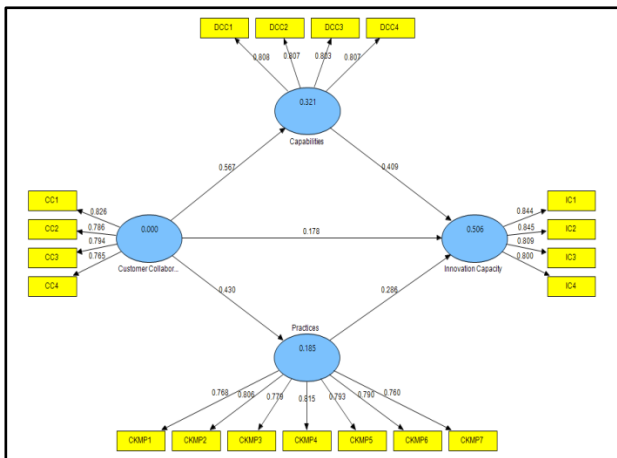 DCC1 DCC2 DCC3 DCC4
0.808 0.807 0.803 0.807
0.321
Capabilities
0.567 0.409
CC1
CC2
CC3
CC4
0.826
0.786
0.794
0.765
0.000
Customer Collabor...
0.178
0.506
Innovation Capacity
0.844
0.845
0.809
0.800
IC1
IC2
IC3
IC4
0.430 0.286
Practices
0.185
0.768 0.806 0.779 0.815 0.793 0.790 0.760
CKMP1 CKMP2 CKMP3 CKMP4 CKMP5 CKMP6 CKMP7